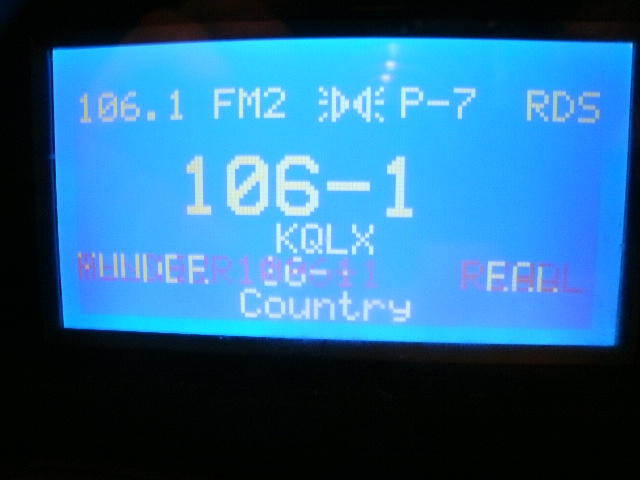 106.1 FM2 P-7 RDS
106-1
KQLX
Country